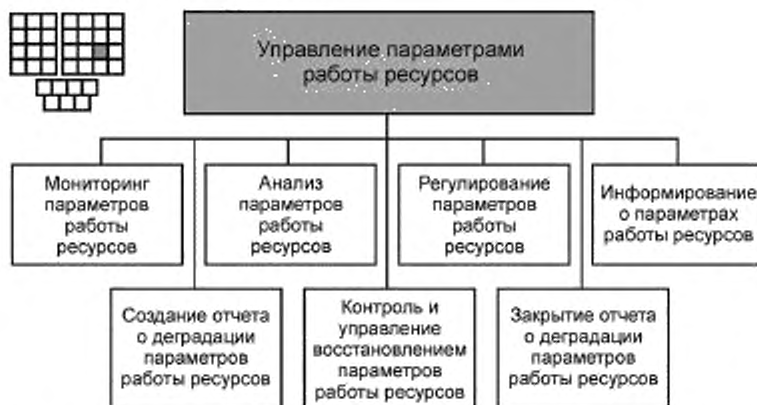 Управление параметрами
работы ресурсов
Мониторинг
параметров
работы
ресурсов
Анализ
параметров
работы
ресурсов
Регулирование
параметров
работы
ресурсов
Информирование
о параметрах
работы ресурсов
Создание отчета
о деградации
параметров
работы ресурсов
Контроль и
управление
восстановлением
параметров
работы ресурсов
Закрытие отчета
о деградации
параметров
работы ресурсов